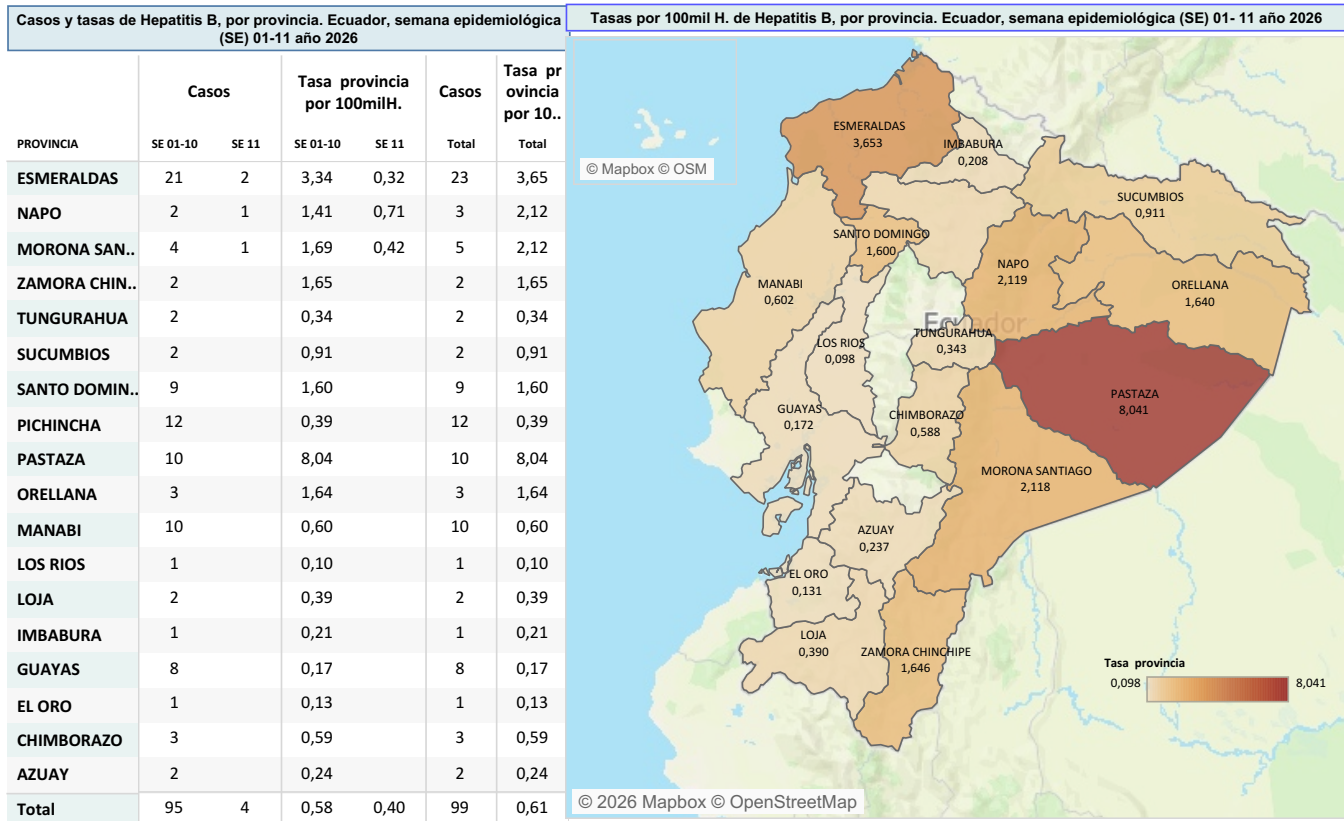 Casos y tasas de Hepatitis B, por provincia. Ecuador, semana epidemiológica
(SE) 01-11 año 2026
Casos
Tasa provincia
por 100milH.
Casos
Tasa pr
ovincia
por 10..
PROVINCIA SE 01-10 SE 11 SE 01-10 SE 11 Total Total
ESMERALDAS 21 2 3,34 0,32 23 3,65
NAPO 2 1 1,41 0,71 3 2,12
MORONA SAN.. 4 1 1,69 0,42 5 2,12
ZAMORA CHIN.. 2 1,65 2 1,65
TUNGURAHUA 2 0,34 2 0,34
SUCUMBIOS 2 0,91 2 0,91
SANTO DOMIN.. 9 1,60 9 1,60
PICHINCHA 12 0,39 12 0,39
PASTAZA 10 8,04 10 8,04
ORELLANA 3 1,64 3 1,64
MANABI 10 0,60 10 0,60
LOS RIOS 1 0,10 1 0,10
LOJA 2 0,39 2 0,39
IMBABURA 1 0,21 1 0,21
GUAYAS 8 0,17 8 0,17
EL ORO 1 0,13 1 0,13
CHIMBORAZO 3 0,59 3 0,59
AZUAY 2 0,24 2 0,24
Total 95 4 0,58 0,40 99 0,61
Tasas por 100mil H. de Hepatitis B, por provincia. Ecuador, semana epidemiológica (SE) 01- 11 año 2026
© Mapbox © OSM
ESMERALDAS
3,653
IMBABURA
0,208
SUCUMBIOS
0,911
SANTO DOMINGO
1,600
NAPO
2,119
MANABI
0,602
ORELLANA
1,640
Ecuador
TUNGURAHUA
0,343
LOS RIOS
0,098
PASTAZA
8,041
GUAYAS
0,172
CHIMBORAZO
0,588
MORONA SANTIAGO
2,118
AZUAY
0,237
EL ORO
0,131
LOJA
0,390
ZAMORA CHINCHIPE
1,646
Tasa provincia
0,098 8,041
© 2026 Mapbox © OpenStreetMap